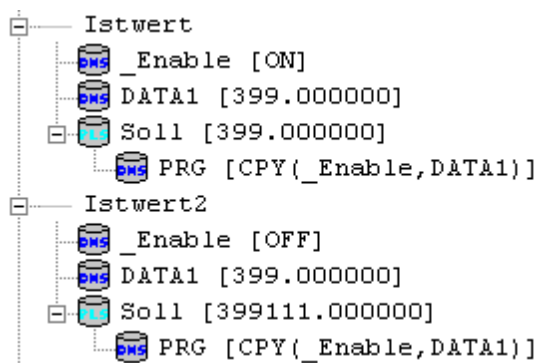 Istwert
DMS _Enable [ON]
DMS DATA1 [399.000000]
PLS Soll [399.000000]
DMS PRG [CPY(_Enable,DATA1)]
Istwert2
DMS _Enable [OFF]
DMS DATA1 [399.000000]
PLS Soll [399111.000000]
DMS PRG [CPY(_Enable,DATA1)]